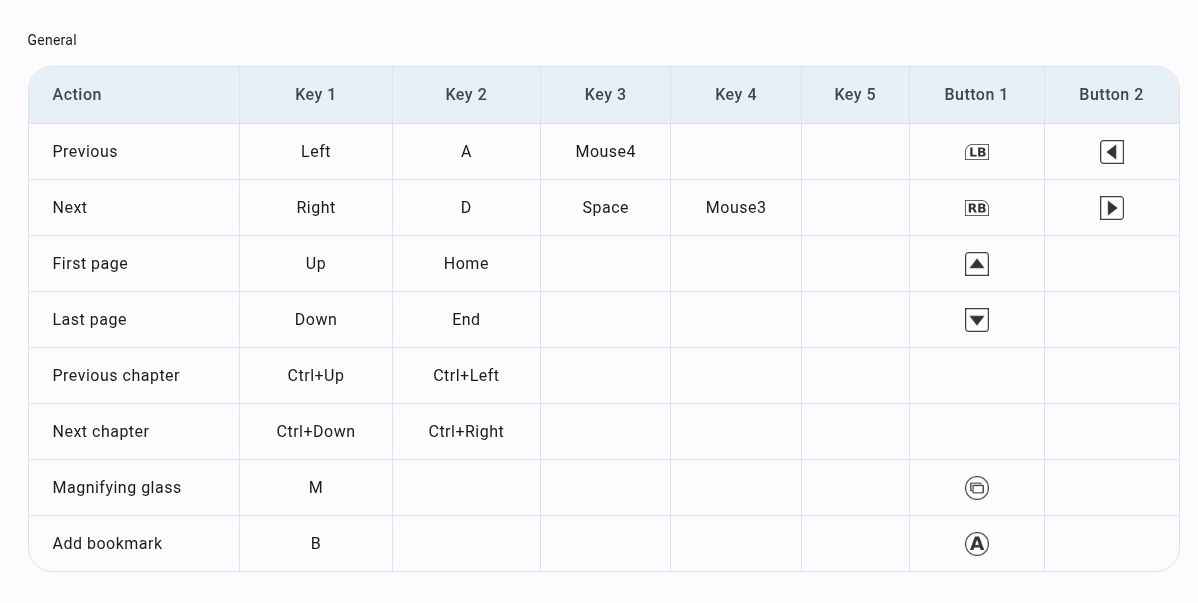 General
Action Key 1 Key 2 Key 3 Key 4 Key 5 Button 1 Button 2
Previous Left A Mouse4 LB
Next Right D Space Mouse3 RB
First page Up Home
Last page Down End
Previous chapter Ctrl+Up Ctrl+Left
Next chapter Ctrl+Down Ctrl+Right
Magnifying glass M
Add bookmark B A